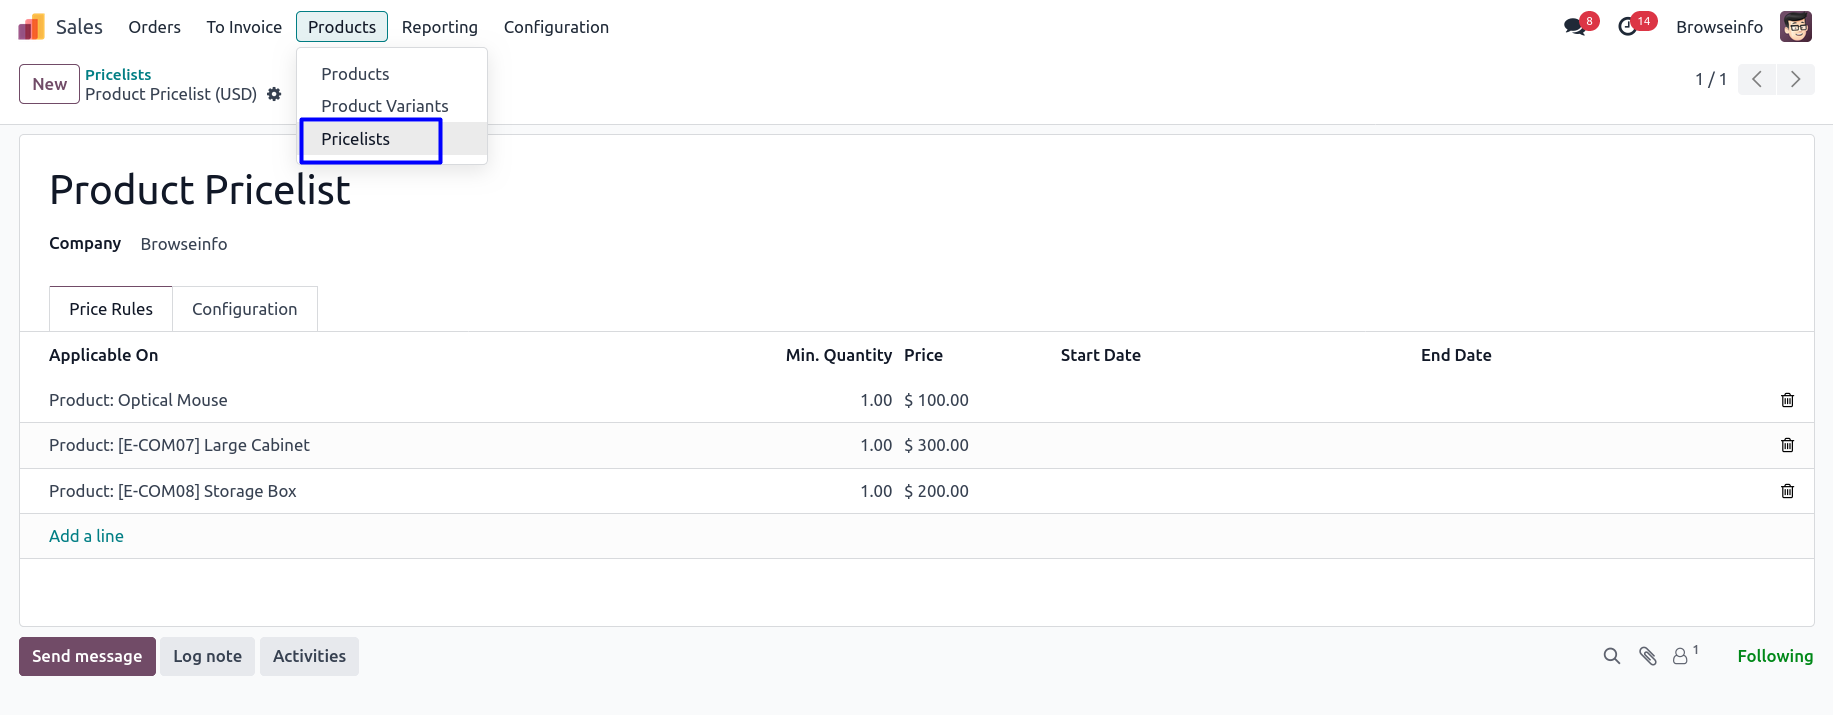 Sales Orders To Invoice Products Reporting Configuration 8 14 Browseinfo
New Pricelists
Product Pricelist (USD)
1 / 1
Products
Product Variants
Pricelists
Product Pricelist
Company Browseinfo
Price Rules Configuration
Applicable On Min. Quantity Price Start Date End Date
Product: Optical Mouse 1.00 $ 100.00
Product: [E-COM07] Large Cabinet 1.00 $ 300.00
Product: [E-COM08] Storage Box 1.00 $ 200.00
Add a line
Send message Log note Activities 1 Following